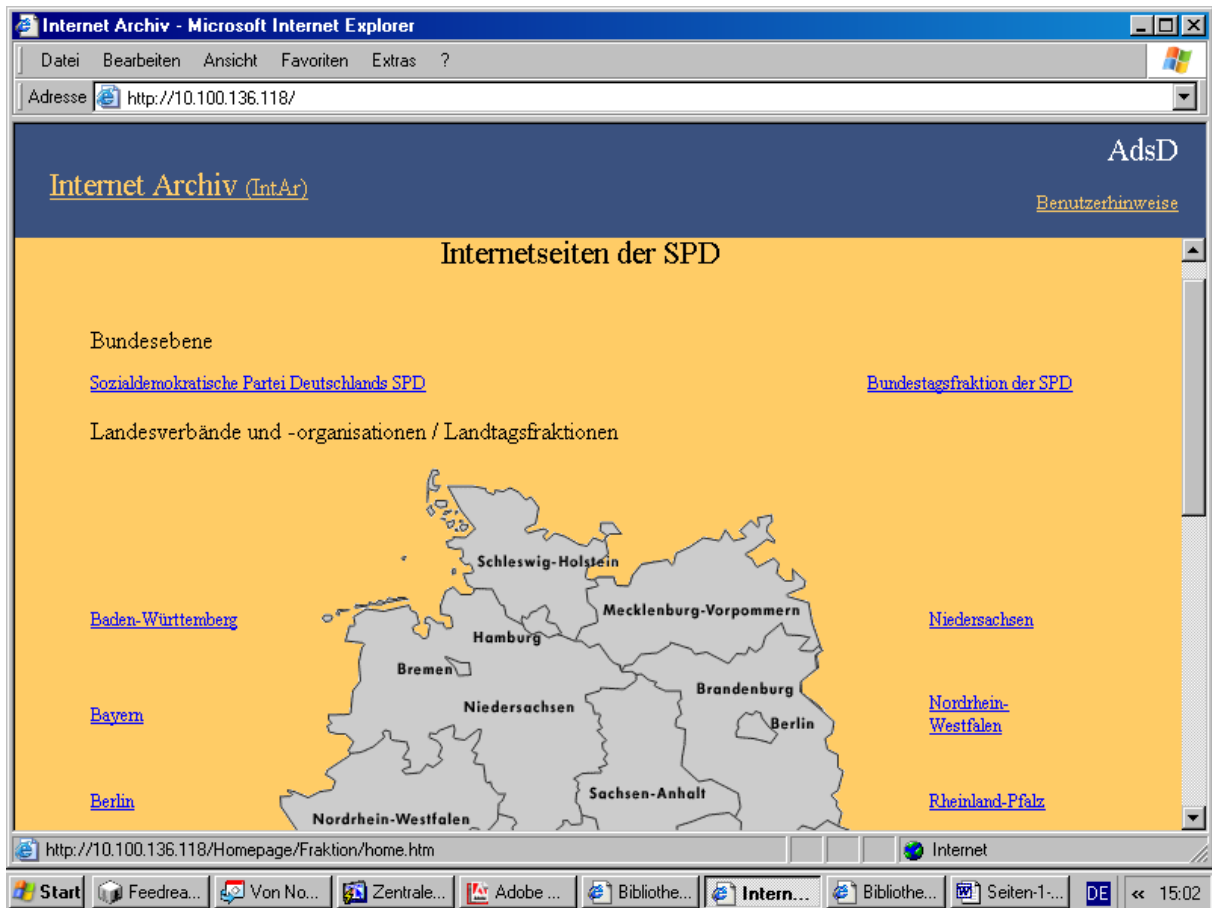 Internet Archiv - Microsoft Internet Explorer
Datei Bearbeiten Ansicht Favoriten Extras ?
Adresse http://10.100.136.118/
AdsD
Internet Archiv (IntAr)
Benutzerhinweise
Internetseiten der SPD
Bundesebene
Sozialdemokratische Partei Deutschlands SPD Bundestagsfraktion der SPD
Landesverbände und -organisationen / Landtagsfraktionen
Schleswig-Holstein
Mecklenburg-Vorpommern
Baden-Württemberg Niedersachsen
Hamburg
Bremen
Brandenburg
Niedersachsen
Berlin
Bayern
Nordrhein-
Westfalen
Sachsen-Anhalt
Berlin Rheinland-Pfalz
Nordrhein-Westfalen
http://10.100.136.118/Homepage/Fraktion/home.htm Internet
Start Feedrea... Von No... Zentrale... Adobe ... Bibliothe... Intern... Bibliothe... Seiten-1-... DE « 15:02